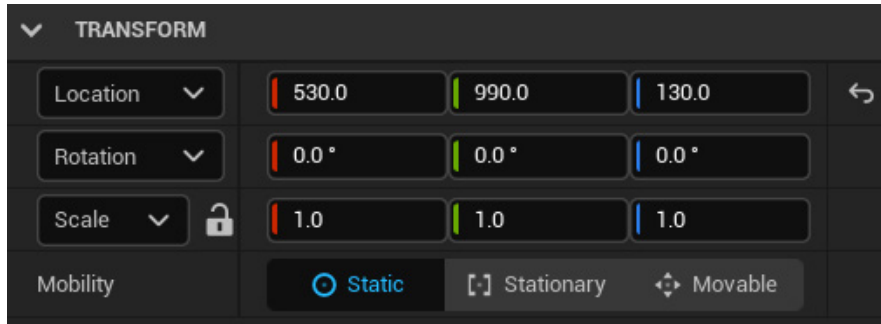 TRANSFORM
Location 530.0 990.0 130.0
Rotation 0.0 ° 0.0 ° 0.0 °
Scale 1.0 1.0 1.0
Mobility Static Stationary Movable